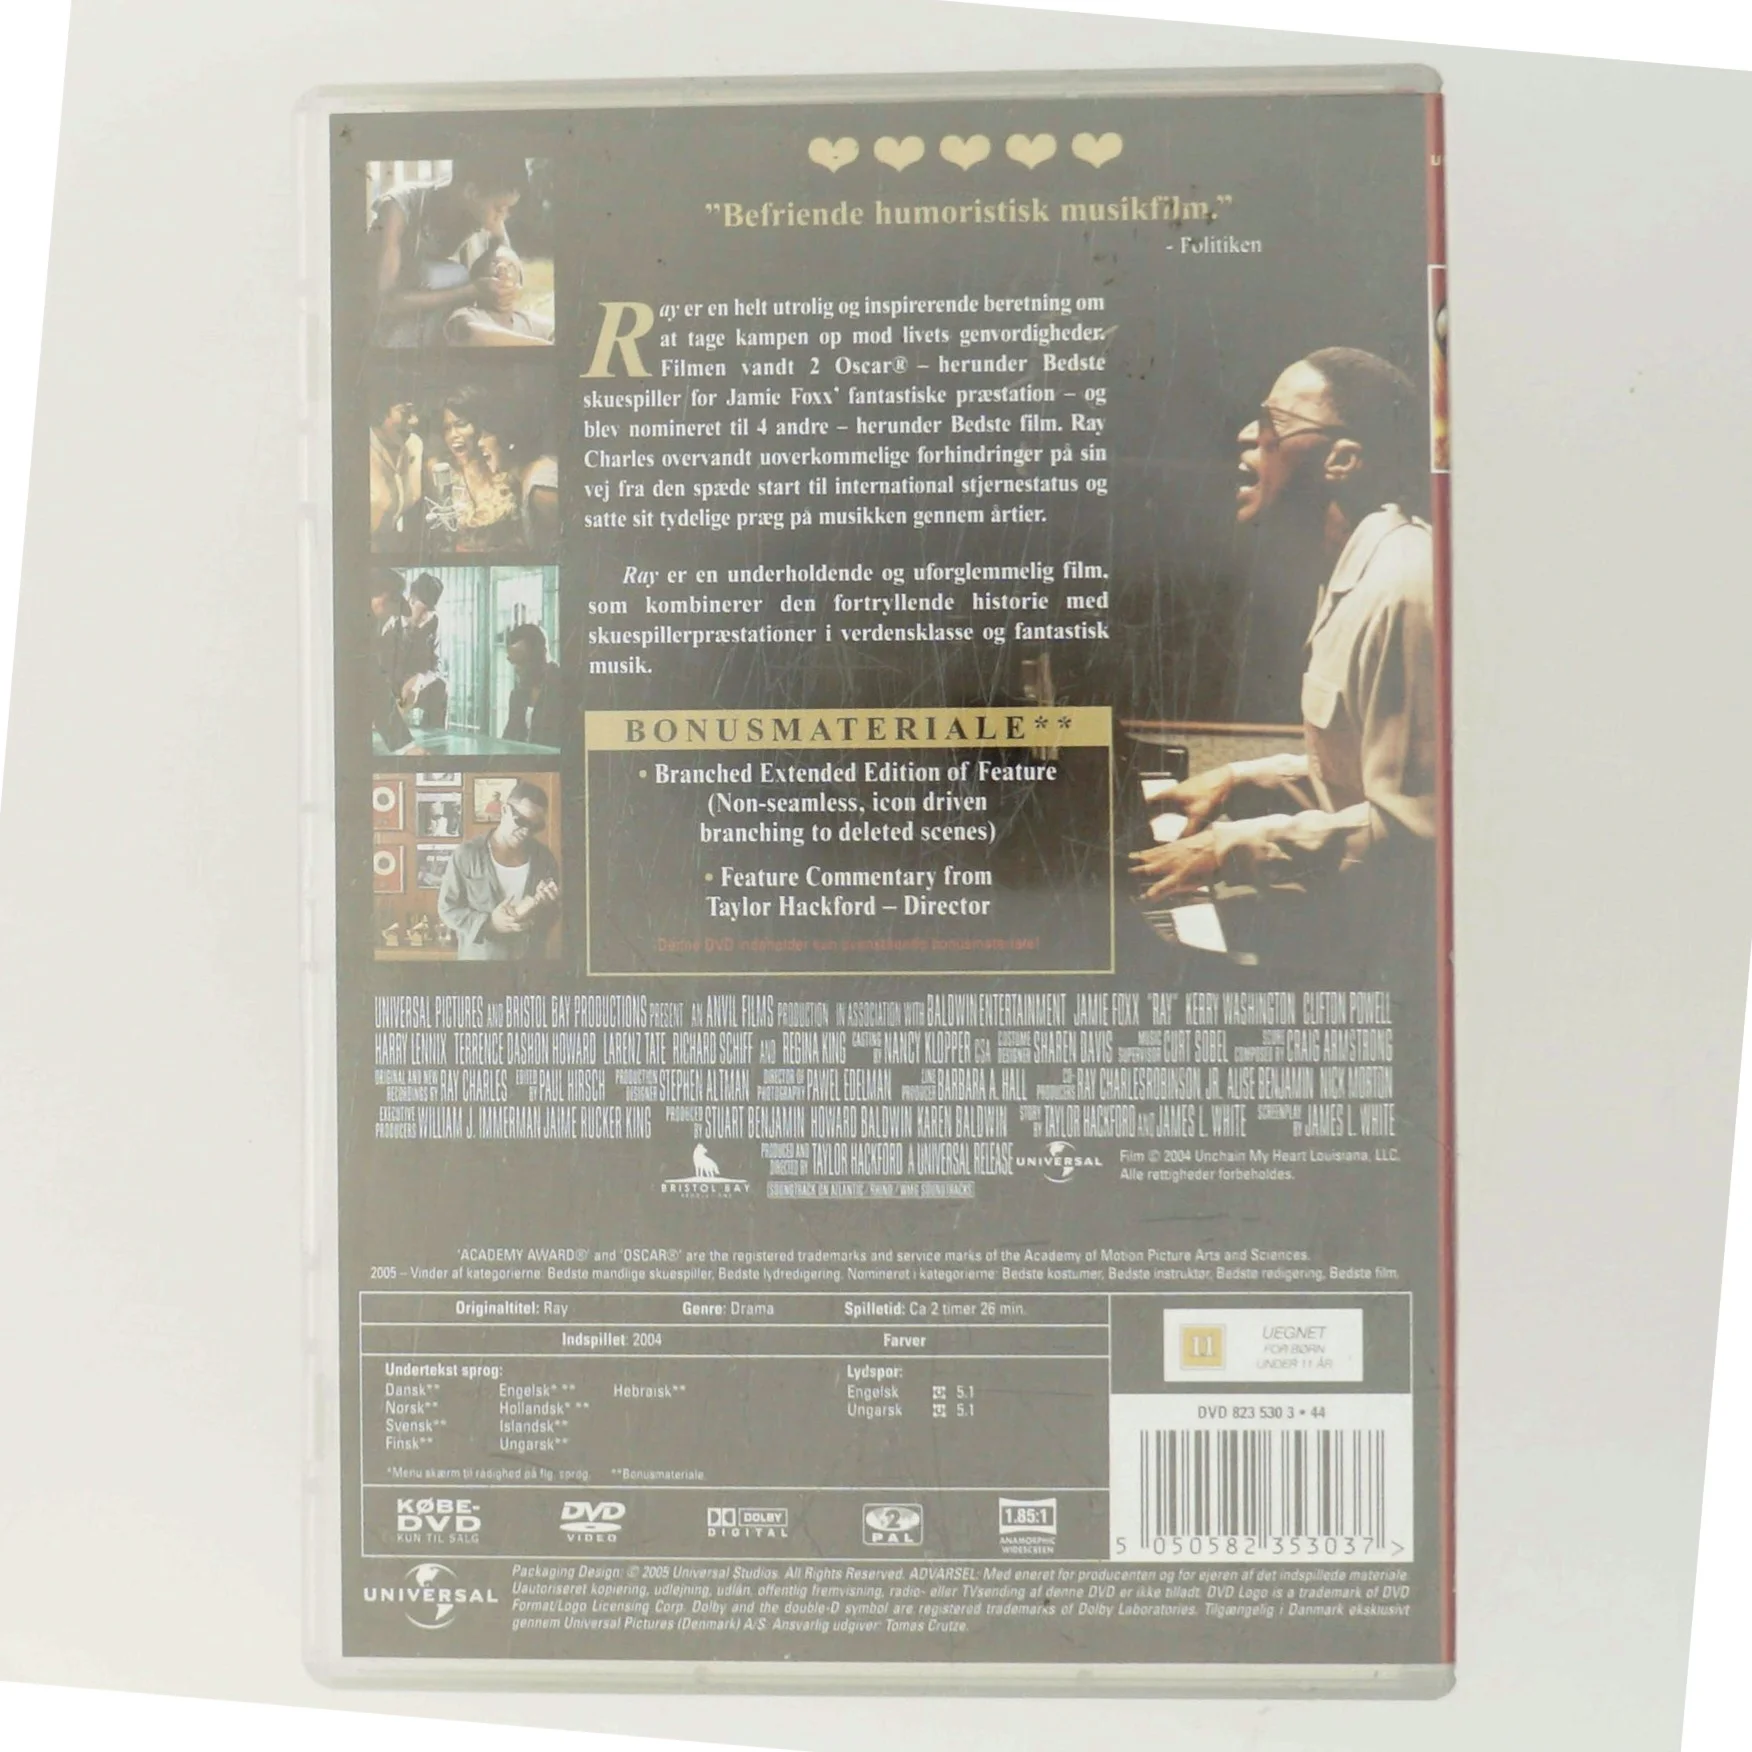 "Befriende humoristisk musikfilm."
- Politiken
Ray er en helt utrolig og inspirerende beretning om
at tage kampen op mod livets genvordigheder.
Filmen vandt 2 Oscar® – herunder Bedste
skuespiller for Jamie Foxx' fantastiske præstation – og
blev nomineret til 4 andre – herunder Bedste film. Ray
Charles overvandt uoverkommelige forhindringer på sin
vej fra den spæde start til international stjernestatus og
satte sit tydelige præg på musikken gennem årtier.
Ray er en underholdende og uforglemmelig film,
som kombinerer den fortryllende historie med
skuespillerpræstationer i verdensklasse og fantastisk
musik.
BONUSMATERIALE**
• Branched Extended Edition of Feature
(Non-seamless, icon driven
branching to deleted scenes)
• Feature Commentary from
Taylor Hackford – Director
Denne DVD indeholder kun ovenstående bonusmateriale!
UNIVERSAL PICTURES AND BRISTOL BAY PRODUCTIONS PRESENT AN ANVIL FILMS PRODUCTION IN ASSOCIATION WITH BALDWIN ENTERTAINMENT JAMIE FOXX "RAY" KERRY WASHINGTON CLIFTON POWELL
HARRY LENNIX TERRENCE DASHON HOWARD LARENZ TATE RICHARD SCHIFF AND REGINA KING CASTING BY NANCY KLOPPER CSA COSTUME DESIGNER SHAREN DAVIS MUSIC SUPERVISOR CURT SOBEL SCORE COMPOSED BY CRAIG ARMSTRONG
ORIGINAL AND NEW RECORDINGS BY RAY CHARLES EDITED BY PAUL HIRSCH PRODUCTION DESIGNER STEPHEN ALTMAN DIRECTOR OF PHOTOGRAPHY PAWEL EDELMAN LINE PRODUCER BARBARA A. HALL CO-PRODUCERS RAY CHARLES ROBINSON, JR. ALISE BENJAMIN NICK MORTON
EXECUTIVE PRODUCERS WILLIAM J. IMMERMAN JAIME RUCKER KING PRODUCED BY STUART BENJAMIN HOWARD BALDWIN KAREN BALDWIN STORY BY TAYLOR HACKFORD AND JAMES L. WHITE SCREENPLAY BY JAMES L. WHITE
PRODUCED AND DIRECTED BY TAYLOR HACKFORD A UNIVERSAL RELEASE
BRISTOL BAY
PRODUCTIONS
SOUNDTRACK ON ATLANTIC / RHINO / WMG SOUNDTRACKS
UNIVERSAL
Film © 2004 Unchain My Heart Louisiana, LLC.
Alle rettigheder forbeholdes.
'ACADEMY AWARD®' and 'OSCAR®' are the registered trademarks and service marks of the Academy of Motion Picture Arts and Sciences.
2005 – Vinder af kategorierne: Bedste mandlige skuespiller, Bedste lydredigering. Nomineret i kategorierne: Bedste kostumer, Bedste instruktør, Bedste redigering, Bedste film.
Originaltitel: Ray Genre: Drama Spilletid: Ca 2 timer 26 min.
Indspillet: 2004 Farver
Undertekst sprog: Lydspor:
Dansk** Engelsk* ** Hebraisk** Engelsk 5.1
Norsk** Hollandsk* ** Ungarsk 5.1
Svensk** Islandsk**
Finsk** Ungarsk**
*Menu skærm til rådighed på flg. sprog. **Bonusmateriale.
11
UEGNET
FOR BØRN
UNDER 11 ÅR
DVD 823 530 3 • 44
5 050582 353037 >
KØBE-
DVD
KUN TIL SALG
DVD
VIDEO
DOLBY
DIGITAL
2
PAL
1.85:1
ANAMORPHIC
WIDESCREEN
UNIVERSAL
Packaging Design: © 2005 Universal Studios. All Rights Reserved. ADVARSEL: Med eneret for producenten og for ejeren af det indspillede materiale.
Uautoriseret kopiering, udlejning, udlån, offentlig fremvisning, radio- eller TVsending af denne DVD er ikke tilladt. DVD Logo is a trademark of DVD
Format/Logo Licensing Corp. Dolby and the double-D symbol are registered trademarks of Dolby Laboratories. Tilgængelig i Danmark eksklusivt
gennem Universal Pictures (Denmark) A/S. Ansvarlig udgiver: Tomas Crutze.